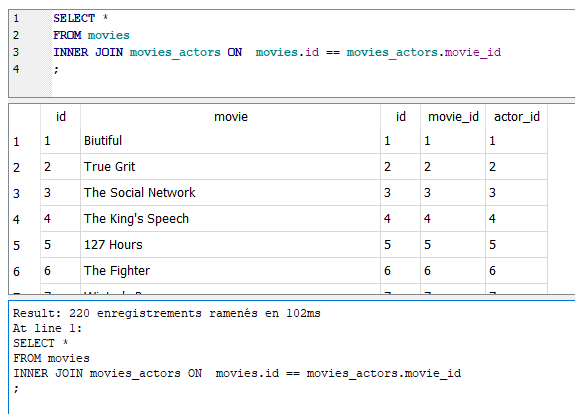 1 SELECT *
2 FROM movies
3 INNER JOIN movies_actors ON  movies.id == movies_actors.movie_id
4 ;
id movie id movie_id actor_id
1 1 Biutiful 1 1 1
2 2 True Grit 2 2 2
3 3 The Social Network 3 3 3
4 4 The King's Speech 4 4 4
5 5 127 Hours 5 5 5
6 6 The Fighter 6 6 6
Result: 220 enregistrements ramenés en 102ms
At line 1:
SELECT *
FROM movies
INNER JOIN movies_actors ON  movies.id == movies_actors.movie_id
;